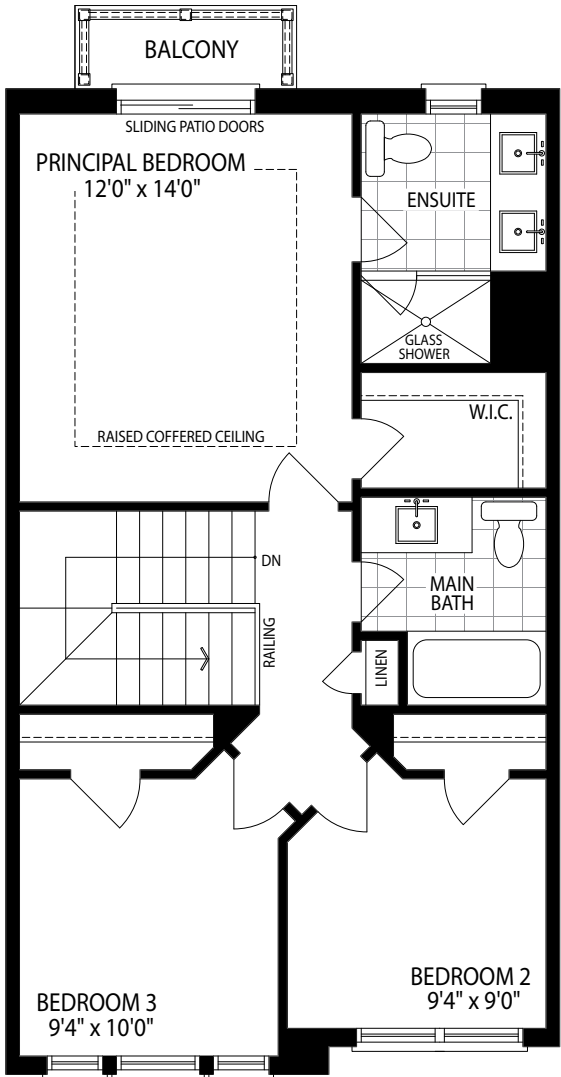 BALCONY
SLIDING PATIO DOORS
PRINCIPAL BEDROOM
12'0" x 14'0"
ENSUITE
GLASS
SHOWER
RAISED COFFERED CEILING
W.I.C.
DN
RAILING
MAIN
BATH
LINEN
BEDROOM 2
9'4" x 9'0"
BEDROOM 3
9'4" x 10'0"